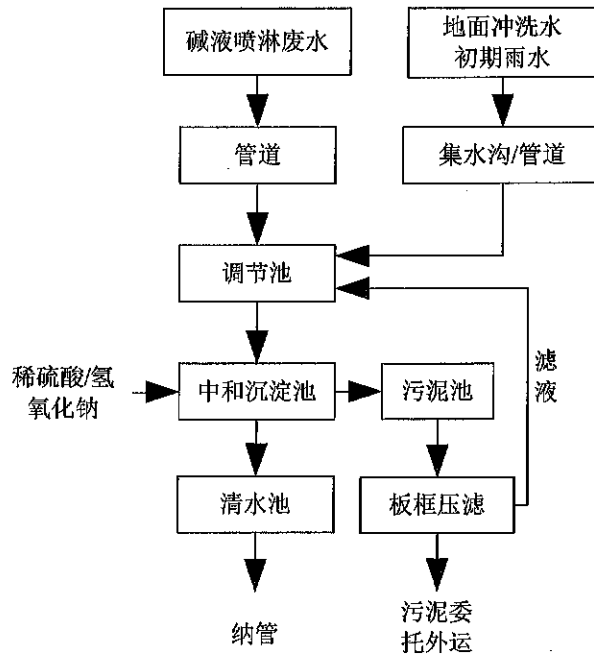 碱液喷淋废水
地面冲洗水
初期雨水
管道
集水沟/管道
调节池
稀硫酸/氢
氧化钠
中和沉淀池
污泥池
滤
液
清水池
板框压滤
纳管
污泥委
托外运